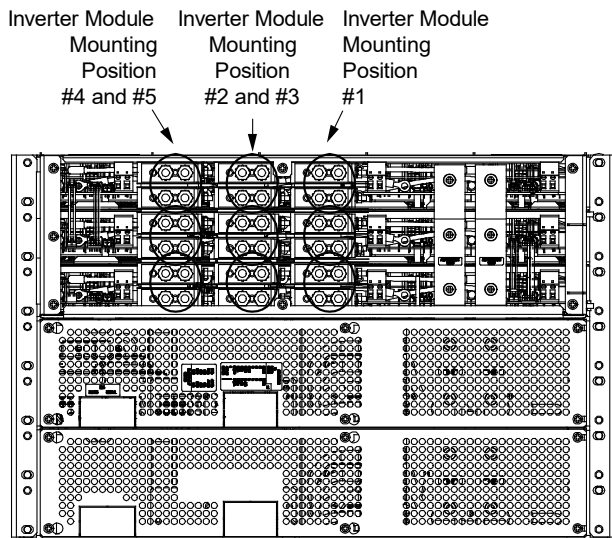 Inverter Module
Mounting
Position
#4 and #5
Inverter Module
Mounting
Position
#2 and #3
Inverter Module
Mounting
Position
#1